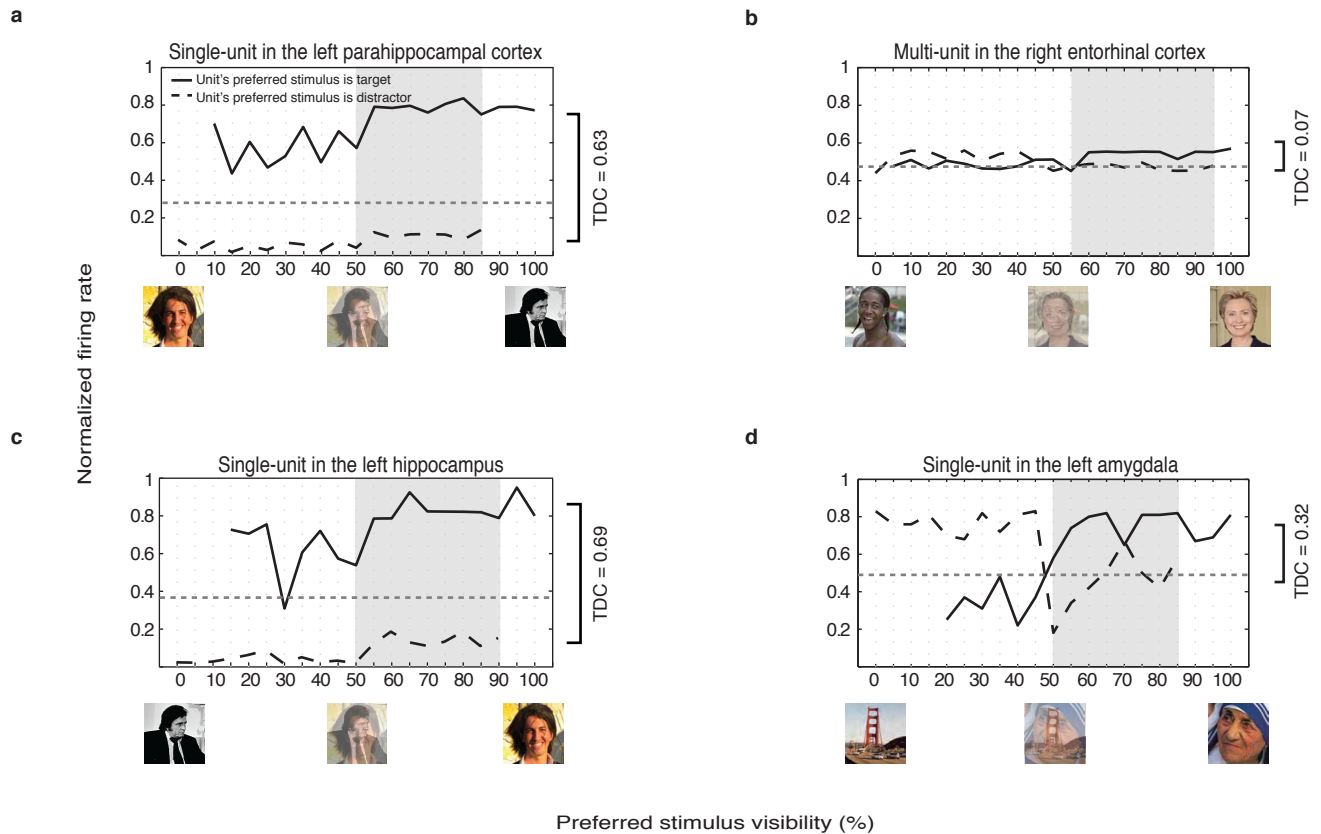 a
Single-unit in the left parahippocampal cortex
1
0.8
0.6
0.4
0.2
Unit's preferred stimulus is target
Unit's preferred stimulus is distractor
0 10 20 30 40 50 60 70 80 90 100
TDC = 0.63
b
Multi-unit in the right entorhinal cortex
1
0.8
0.6
0.4
0.2
0 10 20 30 40 50 60 70 80 90 100
TDC = 0.07
Normalized firing rate
c
Single-unit in the left hippocampus
1
0.8
0.6
0.4
0.2
0 10 20 30 40 50 60 70 80 90 100
TDC = 0.69
d
Single-unit in the left amygdala
1
0.8
0.6
0.4
0.2
0 10 20 30 40 50 60 70 80 90 100
TDC = 0.32
Preferred stimulus visibility (%)